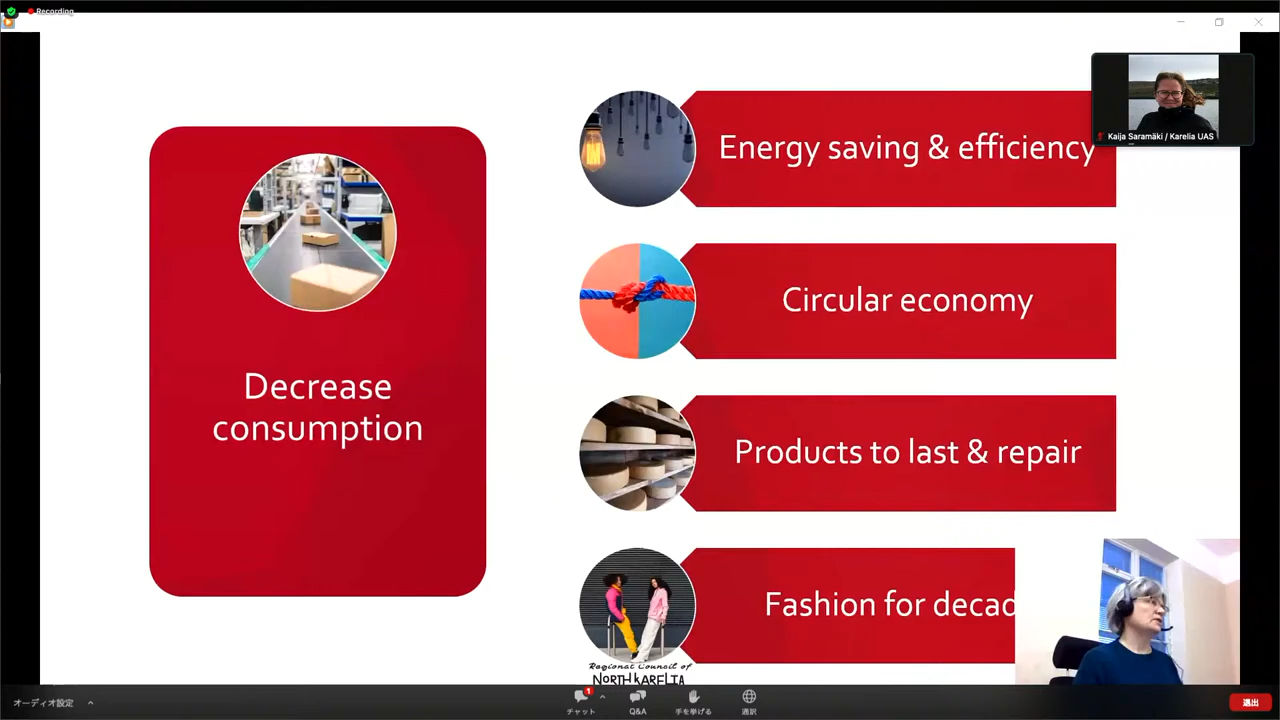 Recording
Kaija Saramäki / Karelia UAS
Energy saving & efficiency
Circular economy
Decrease
consumption
Products to last & repair
Fashion for decad
Regional Council of
NORTH KARELIA
オーディオ設定
1
チャット
Q&A
手を挙げる
通訳
退出